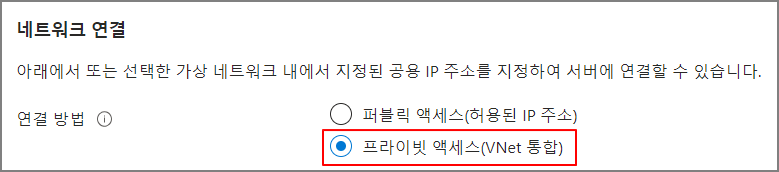 네트워크 연결
아래에서 또는 선택한 가상 네트워크 내에서 지정된 공용 IP 주소를 지정하여 서버에 연결할 수 있습니다.
연결 방법
퍼블릭 액세스(허용된 IP 주소)
프라이빗 액세스(VNet 통합)